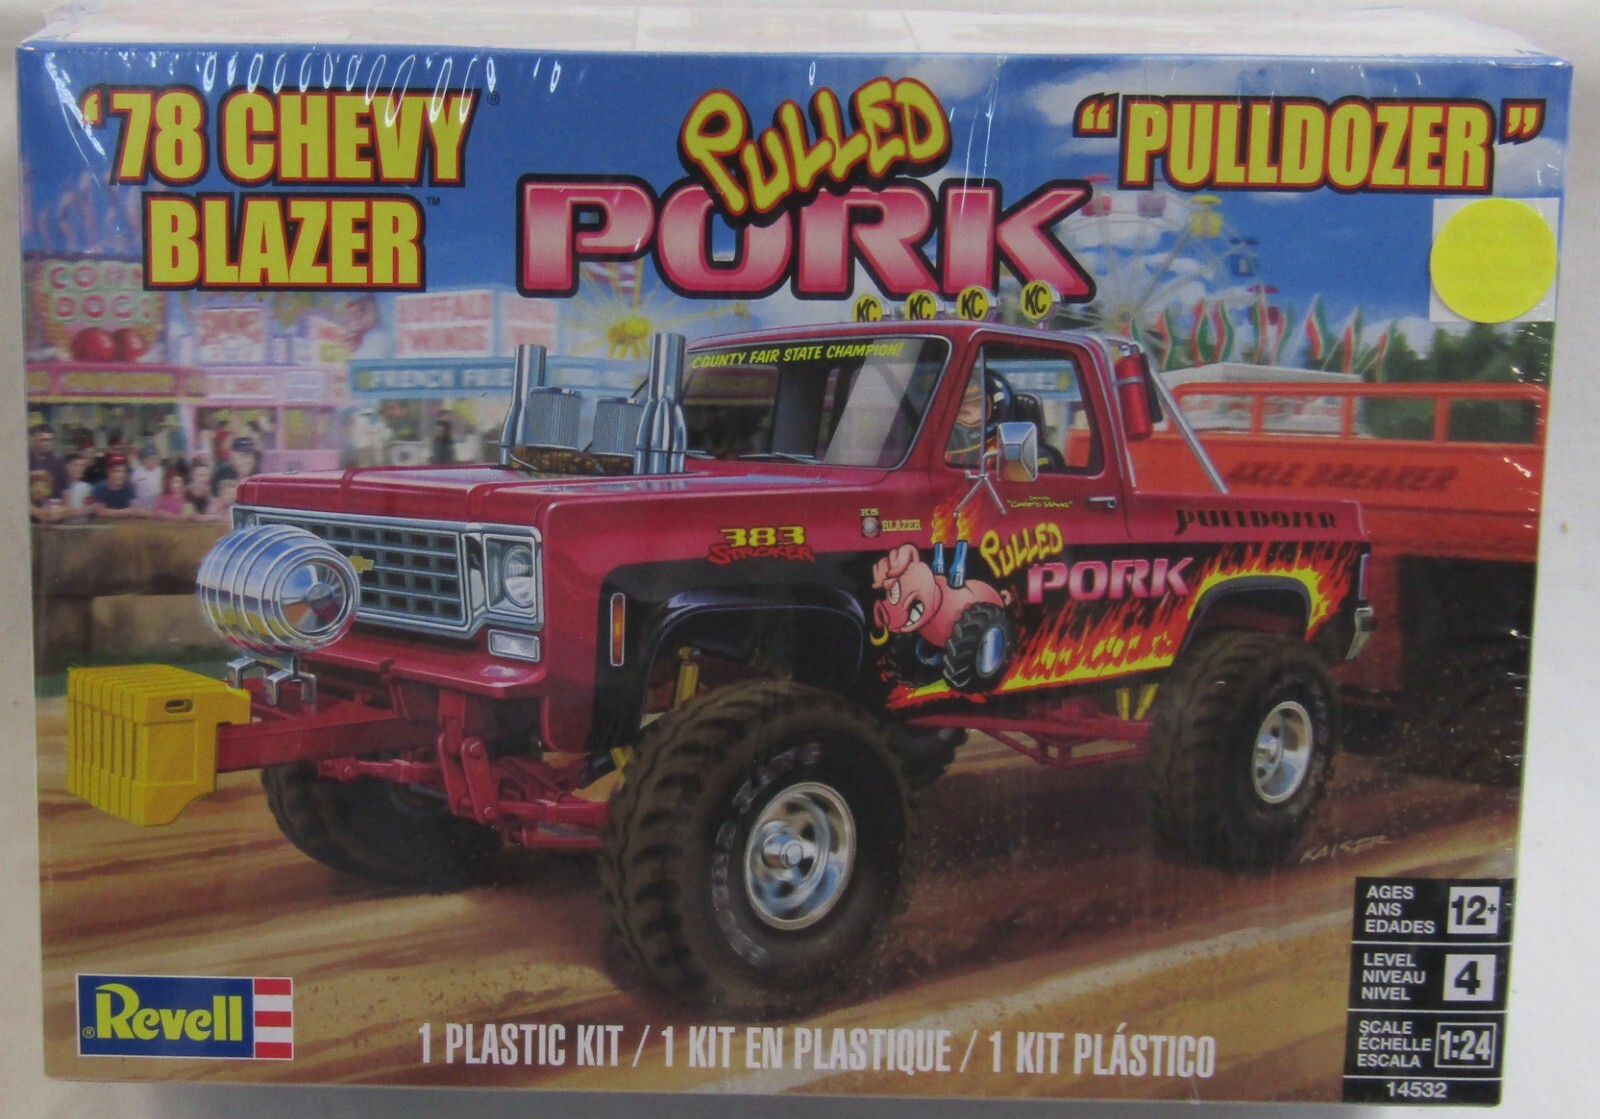 '78 CHEVY®
BLAZER™
PULLED
PORK
"PULLDOZER"
CORN
DOGS
BUFFALO
WINGS
FRENCH FRIES
KC KC KC KC
COUNTY FAIR STATE CHAMPION!
AXLE BREAKER
383
STROKER
K5
BLAZER
PULLED
PORK
PULLDOZER
KAISER
AGES
ANS
EDADES
12+
LEVEL
NIVEAU
NIVEL
4
SCALE
ÉCHELLE
ESCALA
1:24
14532
®Revell
1 PLASTIC KIT / 1 KIT EN PLASTIQUE / 1 KIT PLÁSTICO